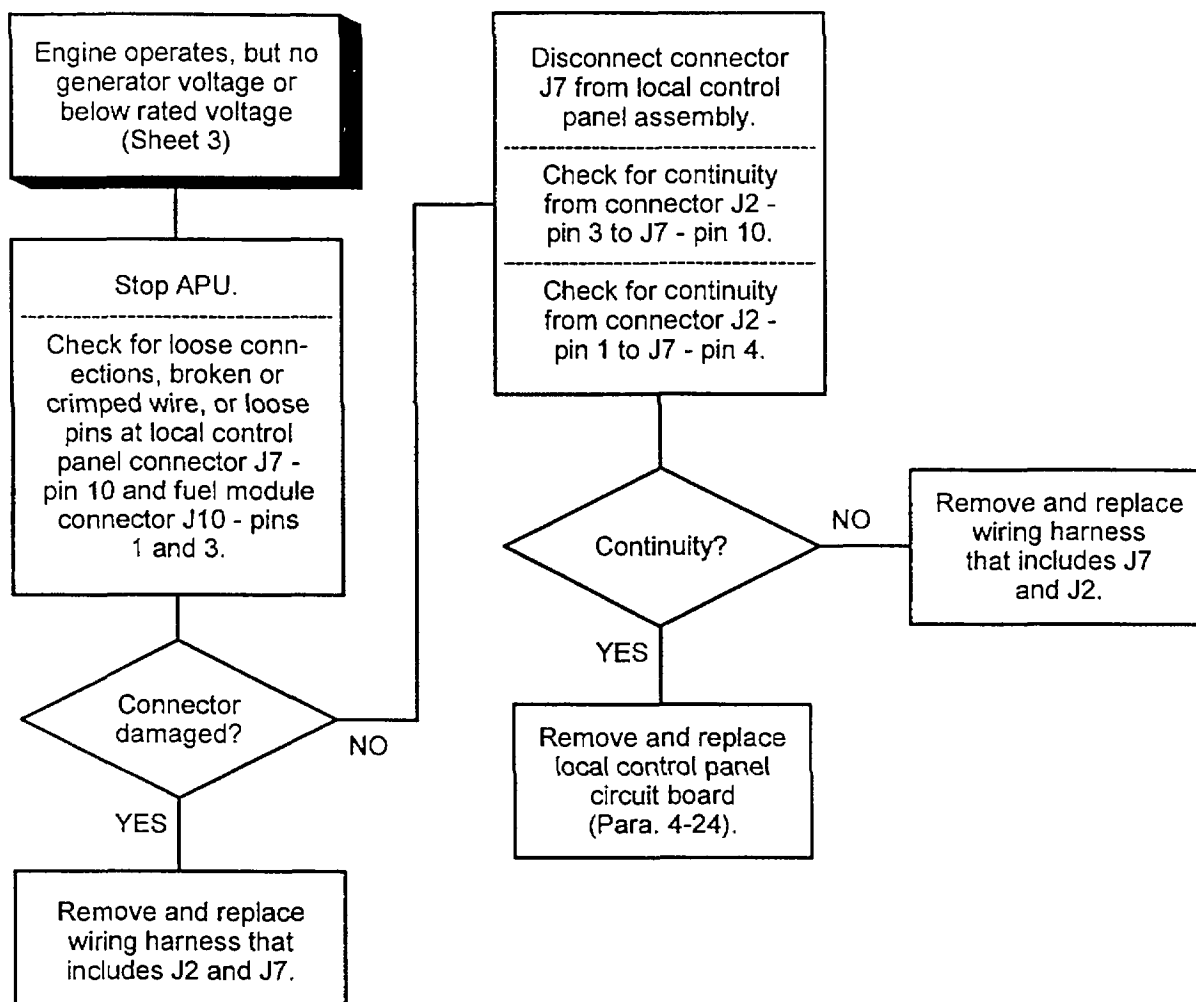 Engine operates, but no
generator voltage or
below rated voltage
(Sheet 3)
Stop APU.
Check for loose conn-
ections, broken or
crimped wire, or loose
pins at local control
panel connector J7 -
pin 10 and fuel module
connector J10 - pins
1 and 3.
Connector
damaged?
NO
YES
Remove and replace
wiring harness that
includes J2 and J7.
Disconnect connector
J7 from local control
panel assembly.
Check for continuity
from connector J2 -
pin 3 to J7 - pin 10.
Check for continuity
from connector J2 -
pin 1 to J7 - pin 4.
Continuity?
NO
Remove and replace
wiring harness
that includes J7
and J2.
YES
Remove and replace
local control panel
circuit board
(Para. 4-24).